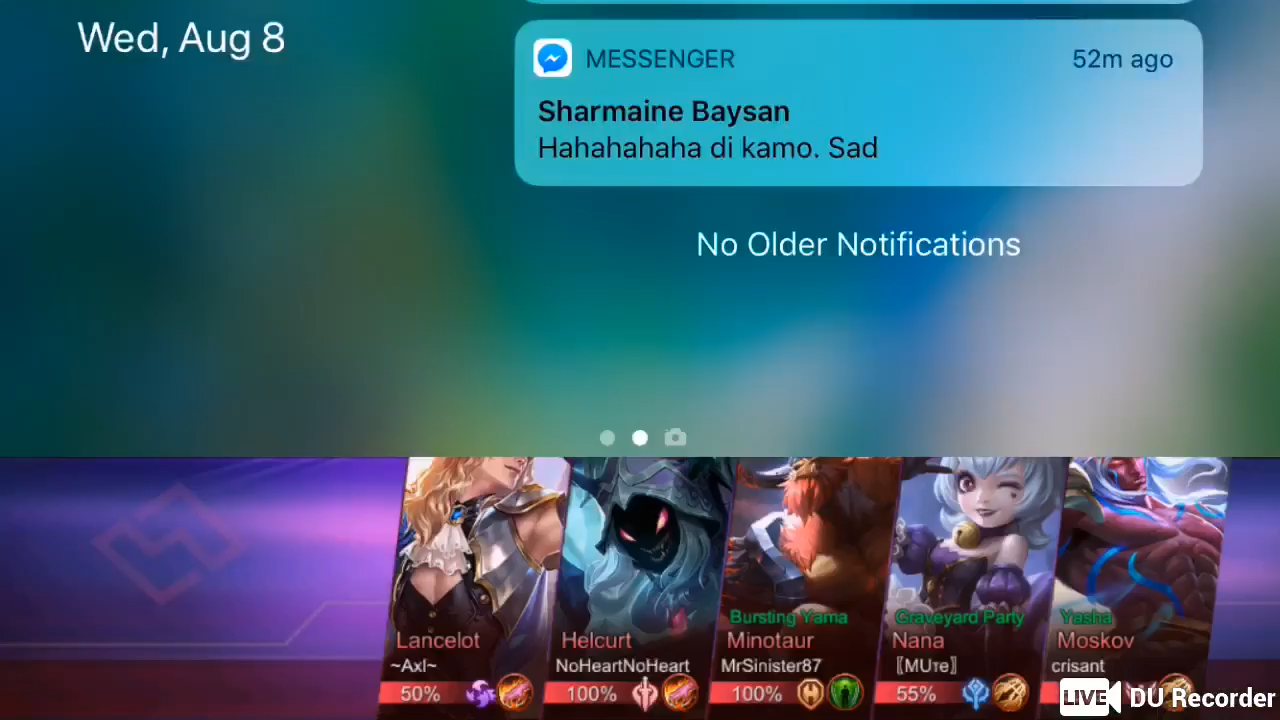 Wed, Aug 8
MESSENGER
52m ago
Sharmaine Baysan
Hahahahaha di kamo. Sad
No Older Notifications
Bursting Yama
Graveyard Party
Yasha
Lancelot
Helcurt
Minotaur
Nana
Moskov
~Axl~
NoHeartNoHeart
MrSinister87
〖MUтe〗
crisant
50%
100%
100%
55%
LIVE DU Recorder